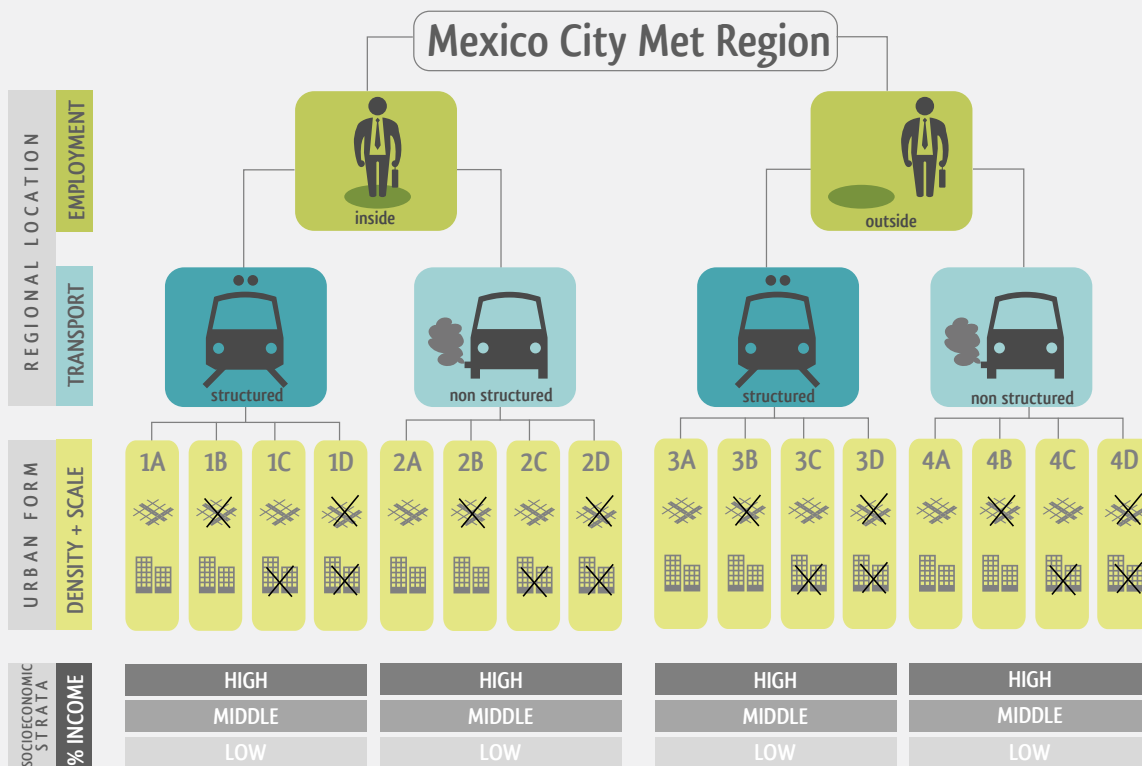 Mexico City Met Region
REGIONAL LOCATION
EMPLOYMENT
inside
outside
TRANSPORT
structured
non structured
structured
non structured
URBAN FORM
DENSITY + SCALE
1A 1B 1C 1D 2A 2B 2C 2D 3A 3B 3C 3D 4A 4B 4C 4D
SOCIOECONOMIC
STRATA
% INCOME
HIGH HIGH HIGH HIGH
MIDDLE MIDDLE MIDDLE MIDDLE
LOW LOW LOW LOW